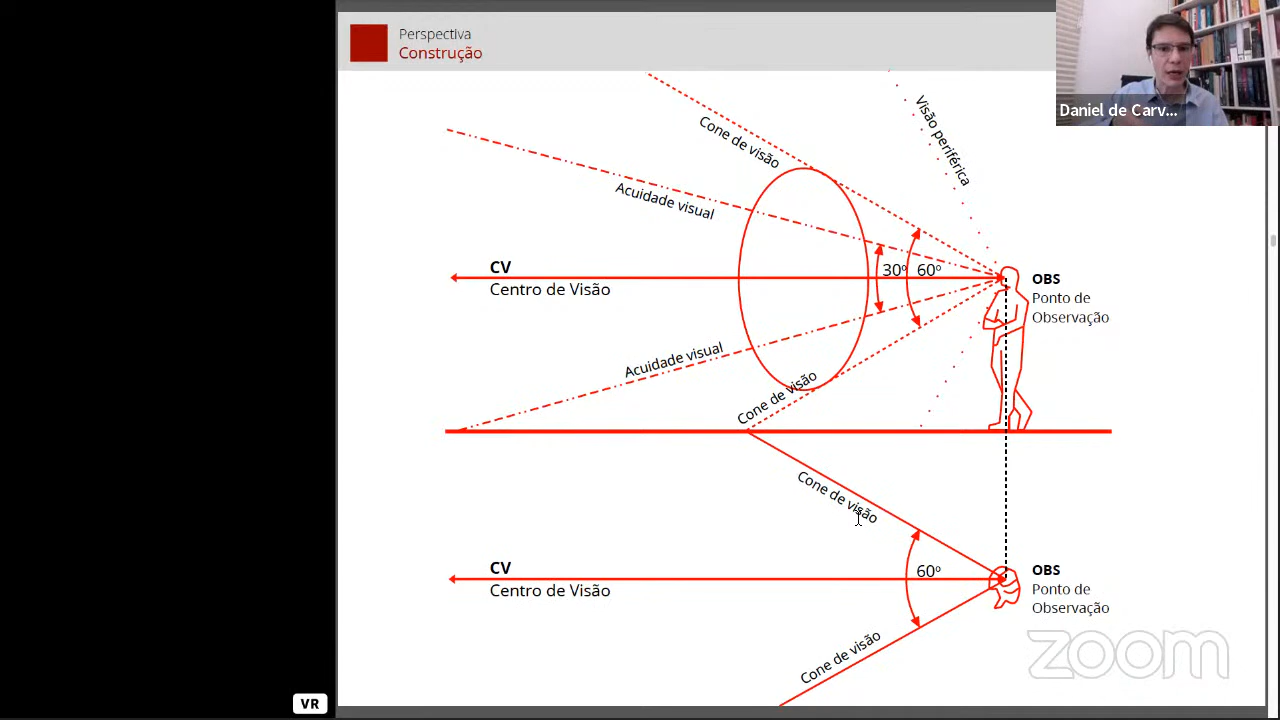 Perspectiva
Construção
Daniel de Carv...
Cone de visão
Visão periférica
Acuidade visual
CV
Centro de Visão
30º
60º
OBS
Ponto de
Observação
Acuidade visual
Cone de visão
Cone de visão
CV
Centro de Visão
60º
OBS
Ponto de
Observação
Cone de visão
zoom
VR